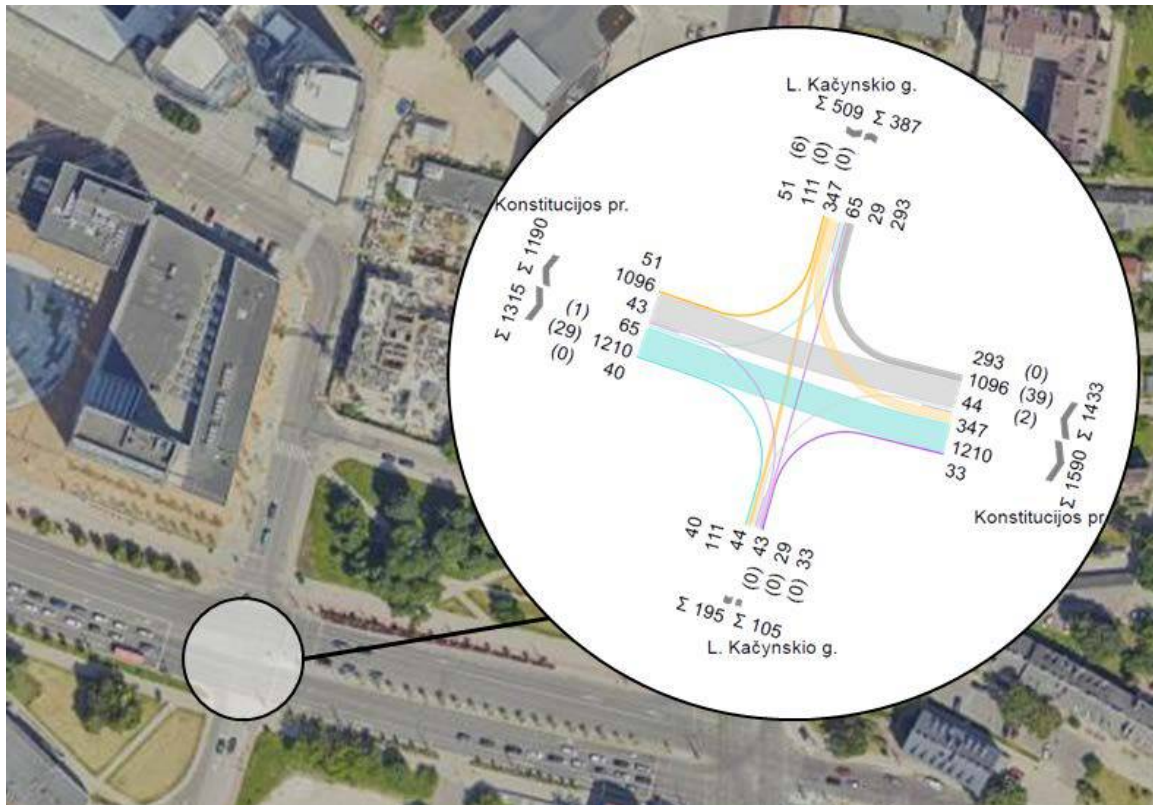 L. Kačynskio g.
Σ 509 Σ 387
(6) (0) (0)
51 111 347 65 29 293
Konstitucijos pr.
Σ 1315 Σ 1190
51
1096
43
(1) 65
(29) 1210
(0) 40
293 (0)
1096 (39)
44 (2)
347
1210
33
Σ 1590 Σ 1433
Konstitucijos pr
40 111 44 43 29 33
(0) (0) (0)
Σ 195 Σ 105
L. Kačynskio g.